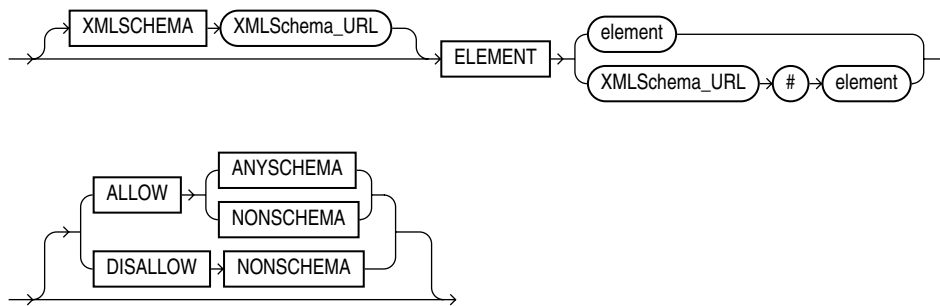 XMLSCHEMA XMLSchema_URL
ELEMENT
element
XMLSchema_URL # element
ALLOW
ANYSCHEMA
NONSCHEMA
DISALLOW NONSCHEMA